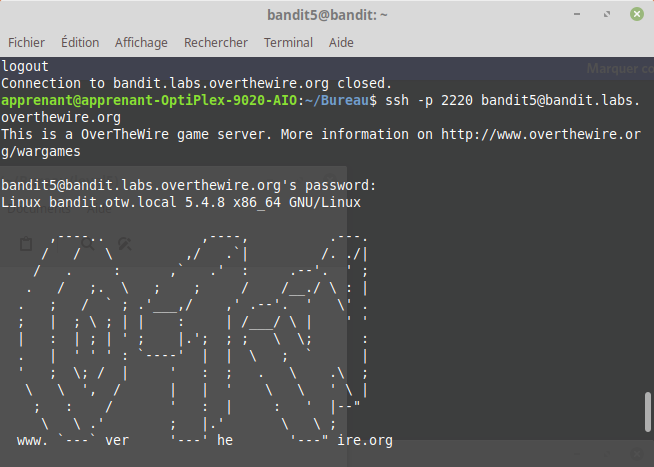 bandit5@bandit: ~
Fichier Édition Affichage Rechercher Terminal Aide
logout
Connection to bandit.labs.overthewire.org closed.
apprenant@apprenant-OptiPlex-9020-AIO:~/Bureau$ ssh -p 2220 bandit5@bandit.labs.
overthewire.org
This is a OverTheWire game server. More information on http://www.overthewire.or
g/wargames
bandit5@bandit.labs.overthewire.org's password:
Linux bandit.otw.local 5.4.8 x86_64 GNU/Linux
www. ver he ire.org